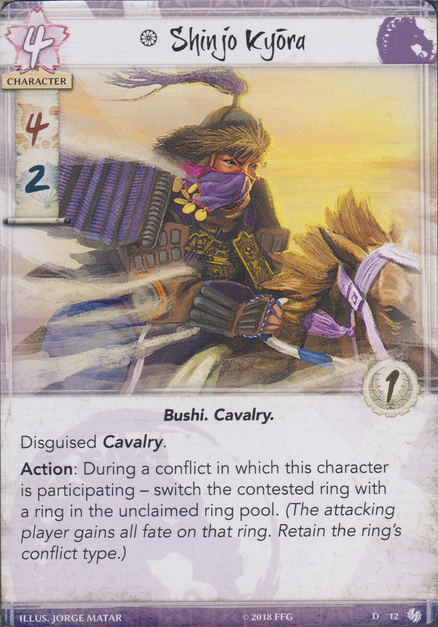 4
Shinjo Kyōra
CHARACTER
4
2
1
Bushi. Cavalry.
Disguised Cavalry.
Action: During a conflict in which this character
is participating – switch the contested ring with
a ring in the unclaimed ring pool. (The attacking
player gains all fate on that ring. Retain the ring's
conflict type.)
ILLUS. JORGE MATAR © 2018 FFG D 12